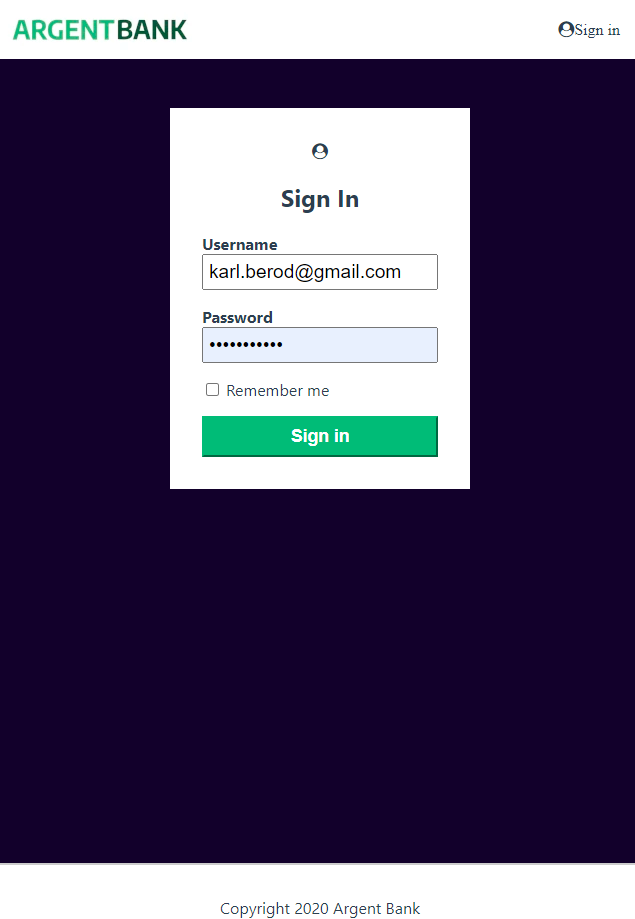 ARGENTBANK
Sign in
Sign In
Username
karl.berod@gmail.com
Password
•••••••••••
Remember me
Sign in
Copyright 2020 Argent Bank